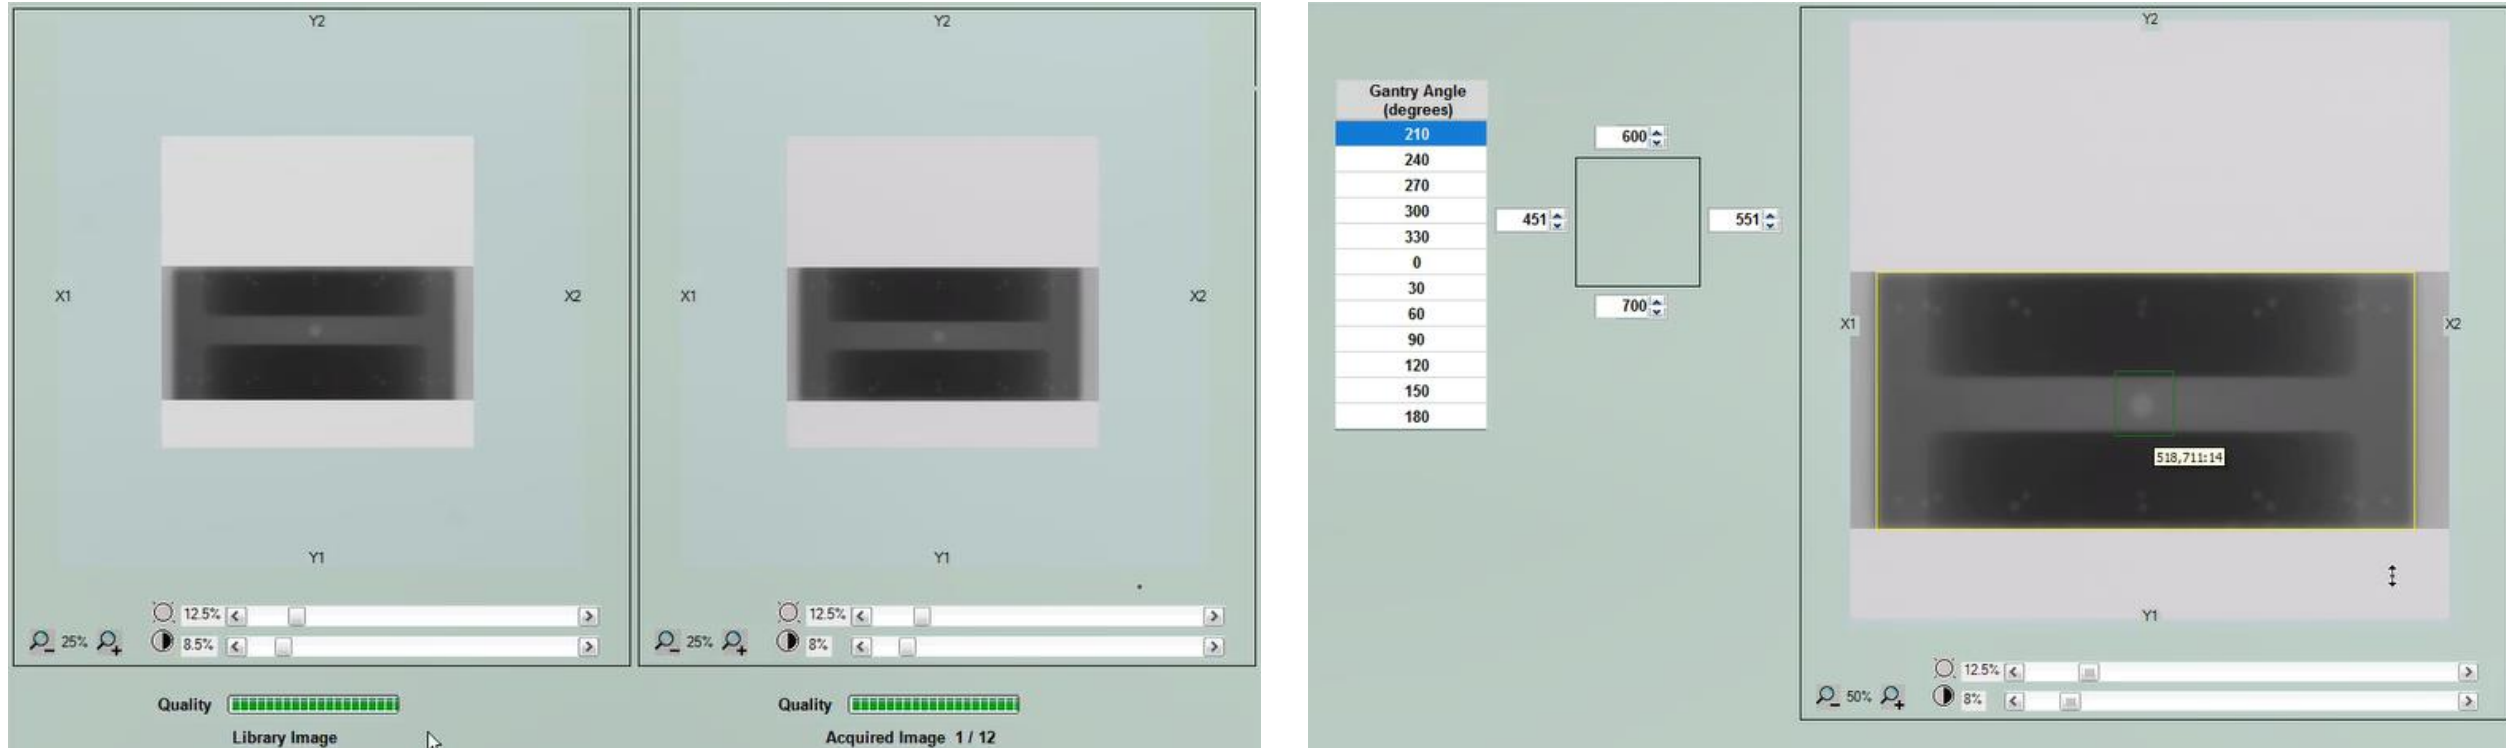 Y2
X1
X2
Y1
12.5%
25%
8.5%
Quality
Library Image
Y2
X1
X2
Y1
12.5%
25%
8%
Quality
Acquired Image 1 / 12
Gantry Angle
(degrees)
210
240
270
300
330
0
30
60
90
120
150
180
600
451
551
700
Y2
X1
X2
518,711:14
Y1
12.5%
50%
8%